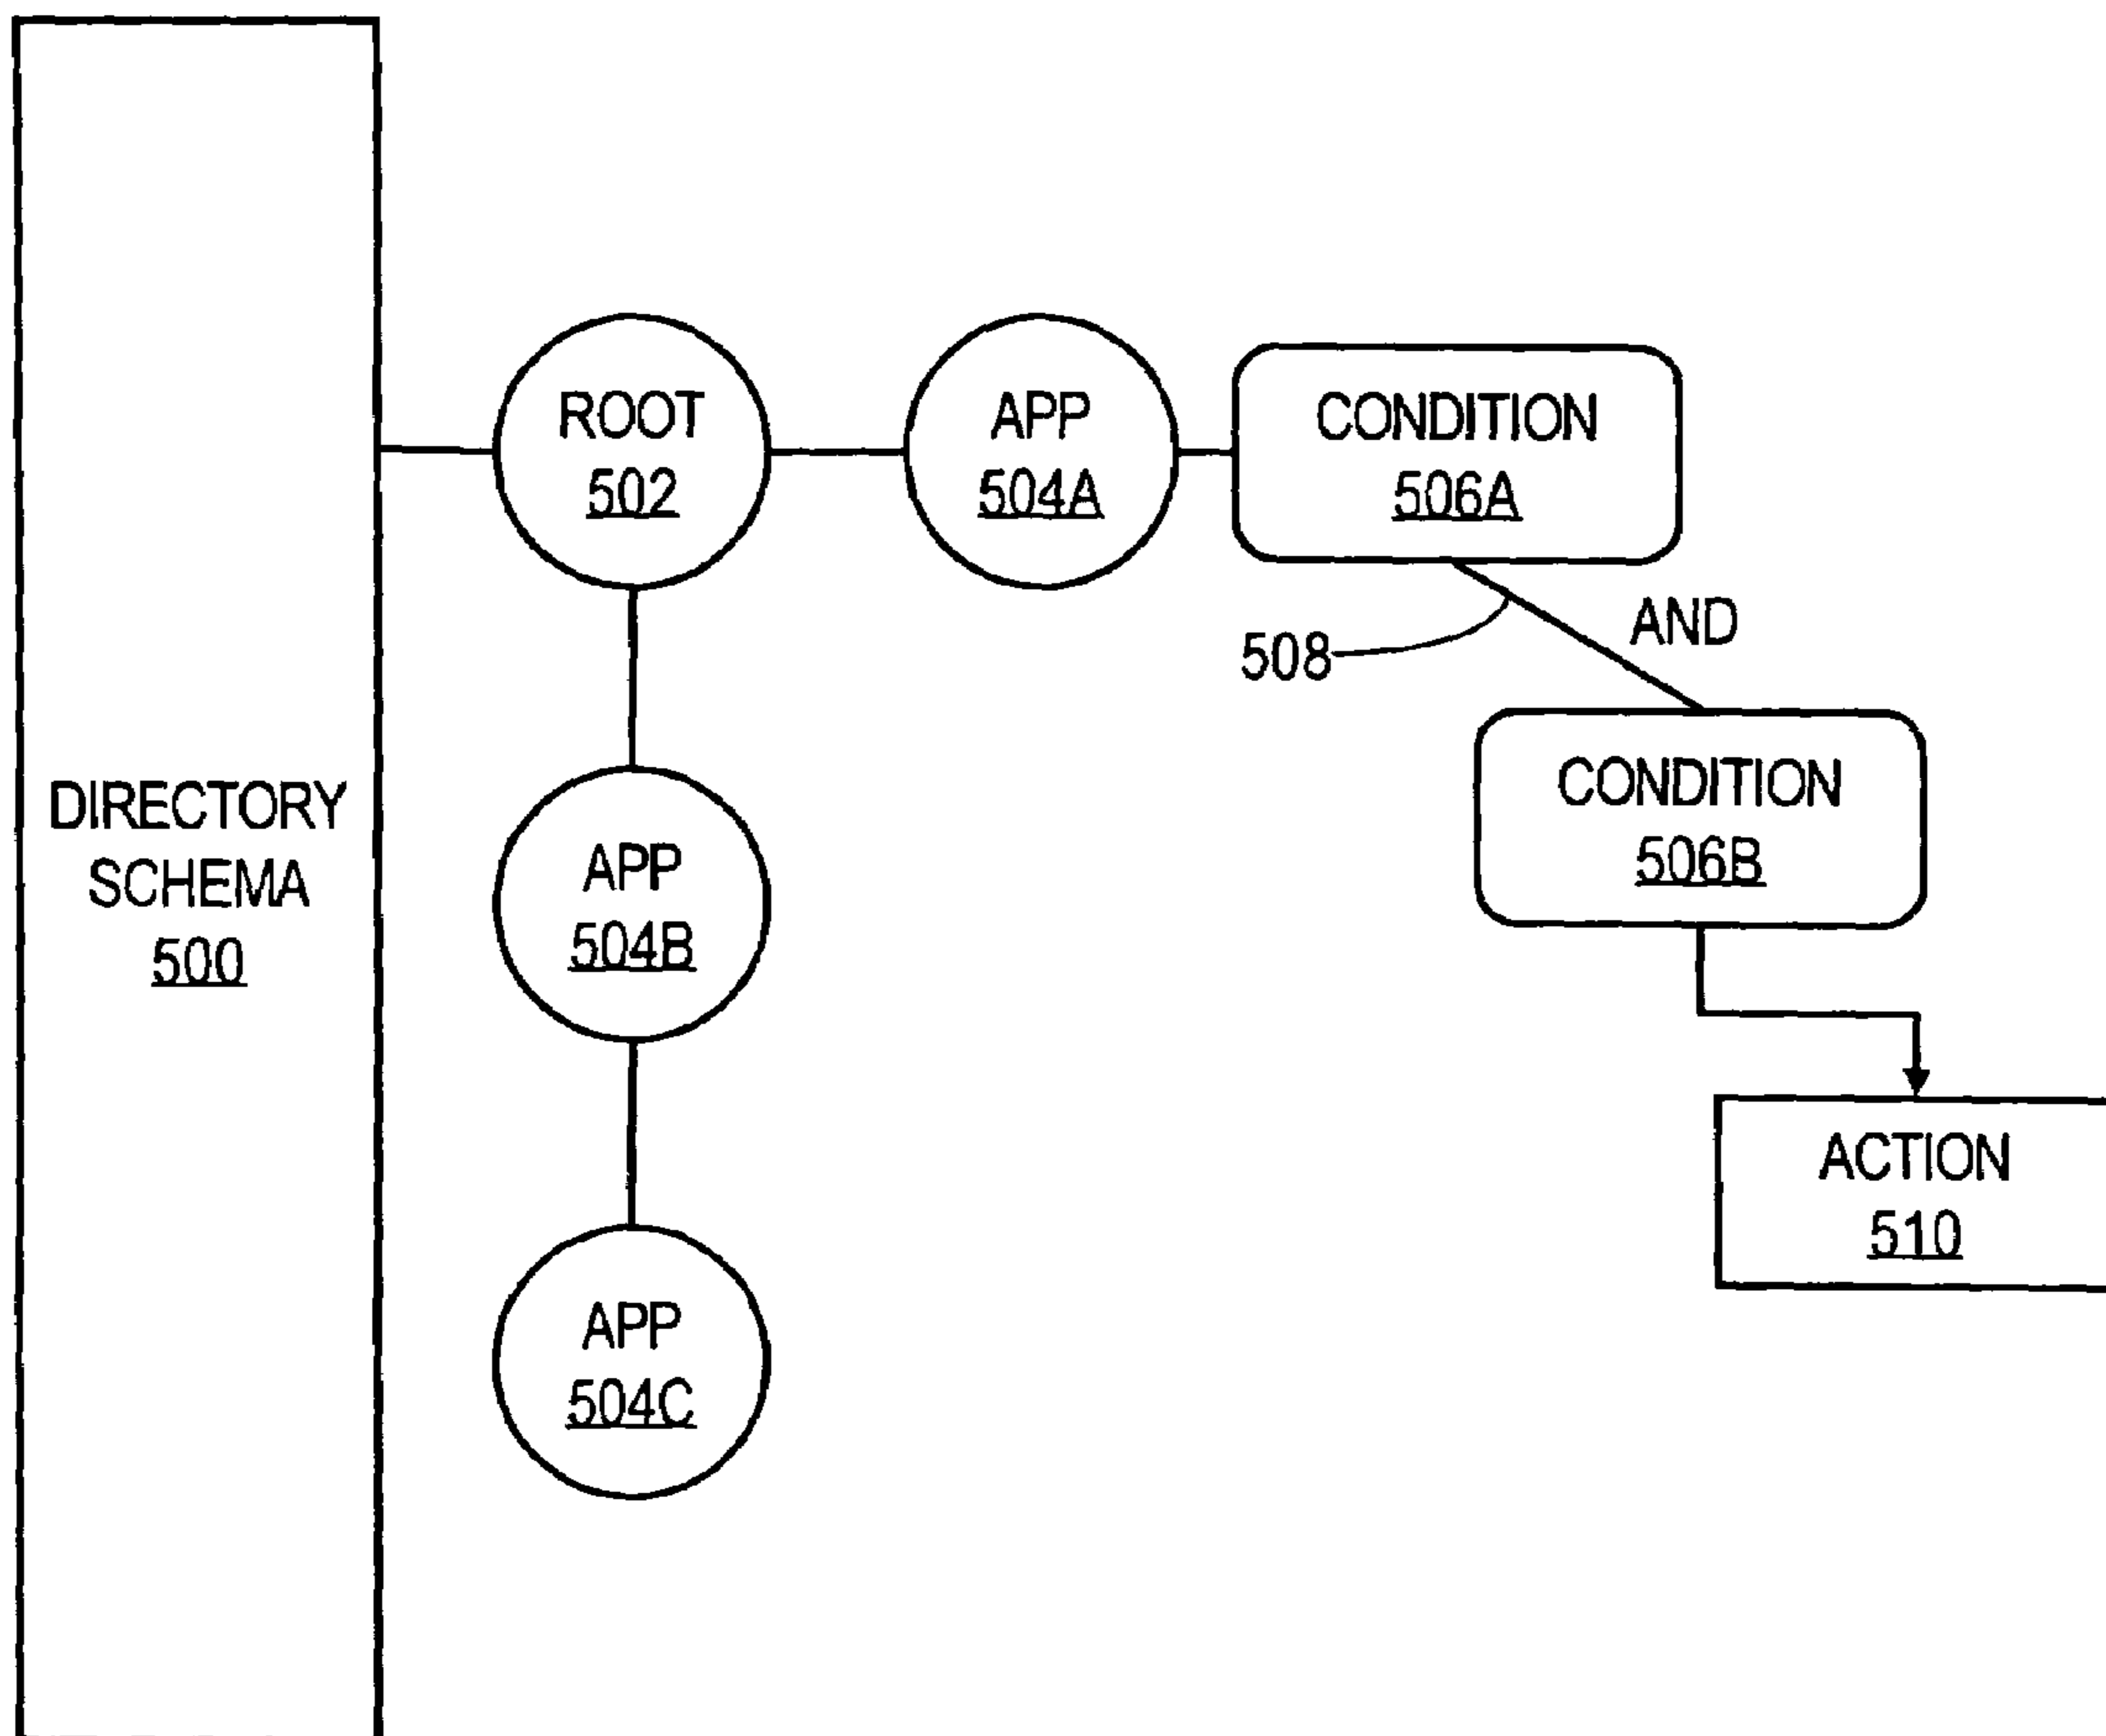 ROOT
502
APP
504A
CONDITION
506A
508
AND
DIRECTORY
SCHEMA
500
APP
504B
CONDITION
506B
ACTION
510
APP
504C